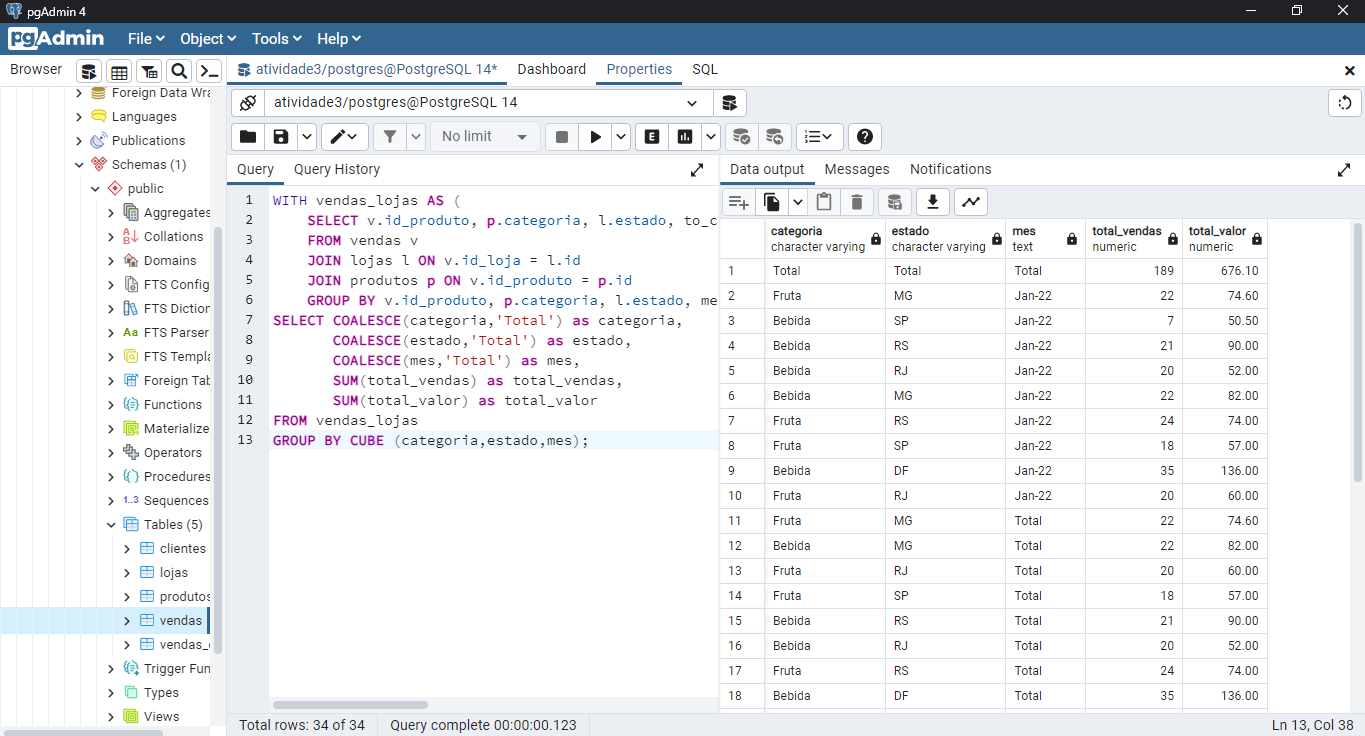 pgAdmin 4
pgAdmin File Object Tools Help
Browser
atividade3/postgres@PostgreSQL 14* Dashboard Properties SQL
Foreign Data Wra
Languages
Publications
Schemas (1)
public
Aggregates
Collations
Domains
FTS Config
FTS Diction
FTS Parser
FTS Templa
Foreign Tab
Functions
Materialize
Operators
Procedures
1..3 Sequences
Tables (5)
clientes
lojas
produtos
vendas
vendas_
Trigger Fun
Types
Views
atividade3/postgres@PostgreSQL 14
No limit
Query Query History
1 WITH vendas_lojas AS (
2 SELECT v.id_produto, p.categoria, l.estado, to_c
3 FROM vendas v
4 JOIN lojas l ON v.id_loja = l.id
5 JOIN produtos p ON v.id_produto = p.id
6 GROUP BY v.id_produto, p.categoria, l.estado, me
7 SELECT COALESCE(categoria,'Total') as categoria,
8 COALESCE(estado,'Total') as estado,
9 COALESCE(mes,'Total') as mes,
10 SUM(total_vendas) as total_vendas,
11 SUM(total_valor) as total_valor
12 FROM vendas_lojas
13 GROUP BY CUBE (categoria,estado,mes);
Data output Messages Notifications
categoria estado mes total_vendas total_valor
character varying character varying text numeric numeric
1 Total Total Total 189 676.10
2 Fruta MG Jan-22 22 74.60
3 Bebida SP Jan-22 7 50.50
4 Bebida RS Jan-22 21 90.00
5 Bebida RJ Jan-22 20 52.00
6 Bebida MG Jan-22 22 82.00
7 Fruta RS Jan-22 24 74.00
8 Fruta SP Jan-22 18 57.00
9 Bebida DF Jan-22 35 136.00
10 Fruta RJ Jan-22 20 60.00
11 Fruta MG Total 22 74.60
12 Bebida MG Total 22 82.00
13 Fruta RJ Total 20 60.00
14 Fruta SP Total 18 57.00
15 Bebida RS Total 21 90.00
16 Bebida RJ Total 20 52.00
17 Fruta RS Total 24 74.00
18 Bebida DF Total 35 136.00
Total rows: 34 of 34 Query complete 00:00:00.123 Ln 13, Col 38